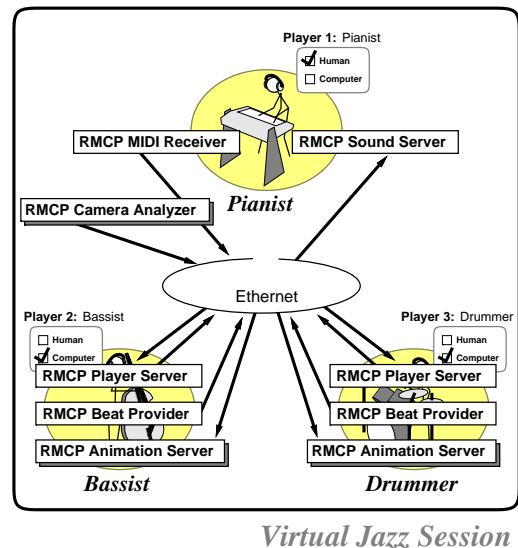 Player 1: Pianist
Human
Computer
RMCP MIDI Receiver
RMCP Sound Server
Pianist
RMCP Camera Analyzer
Ethernet
Player 2: Bassist
Human
Computer
RMCP Player Server
RMCP Beat Provider
RMCP Animation Server
Bassist
Player 3: Drummer
Human
Computer
RMCP Player Server
RMCP Beat Provider
RMCP Animation Server
Drummer
Virtual Jazz Session